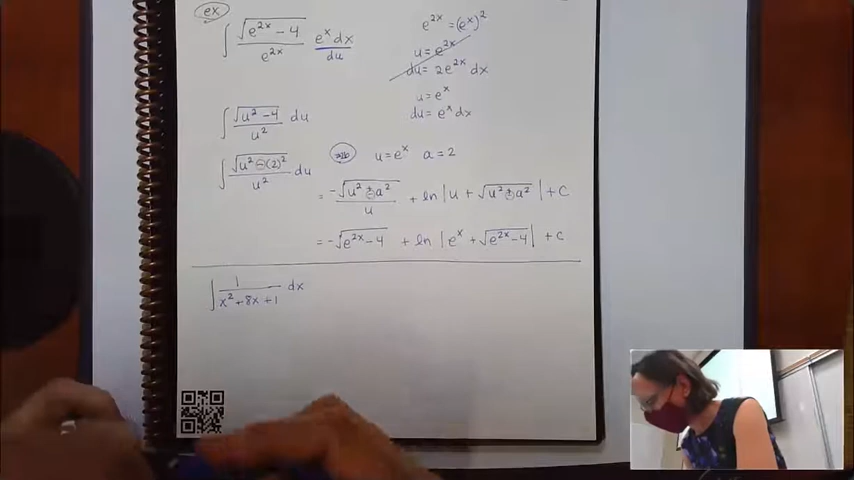 ex
∫ √(e^2x - 4) / e^2x e^x dx
du
e^2x = (e^x)^2
u = e^2x
du = 2e^2x dx
u = e^x
du = e^x dx
∫ √(u^2 - 4) / u^2 du
∫ √(u^2 - (2)^2) / u^2 du
u = e^x a = 2
= -√(u^2 ± a^2) / u + ln |u + √(u^2 ± a^2)| + C
= -√(e^2x - 4) + ln |e^x + √(e^2x - 4)| + C
∫ 1 / (x^2 + 8x + 1) dx